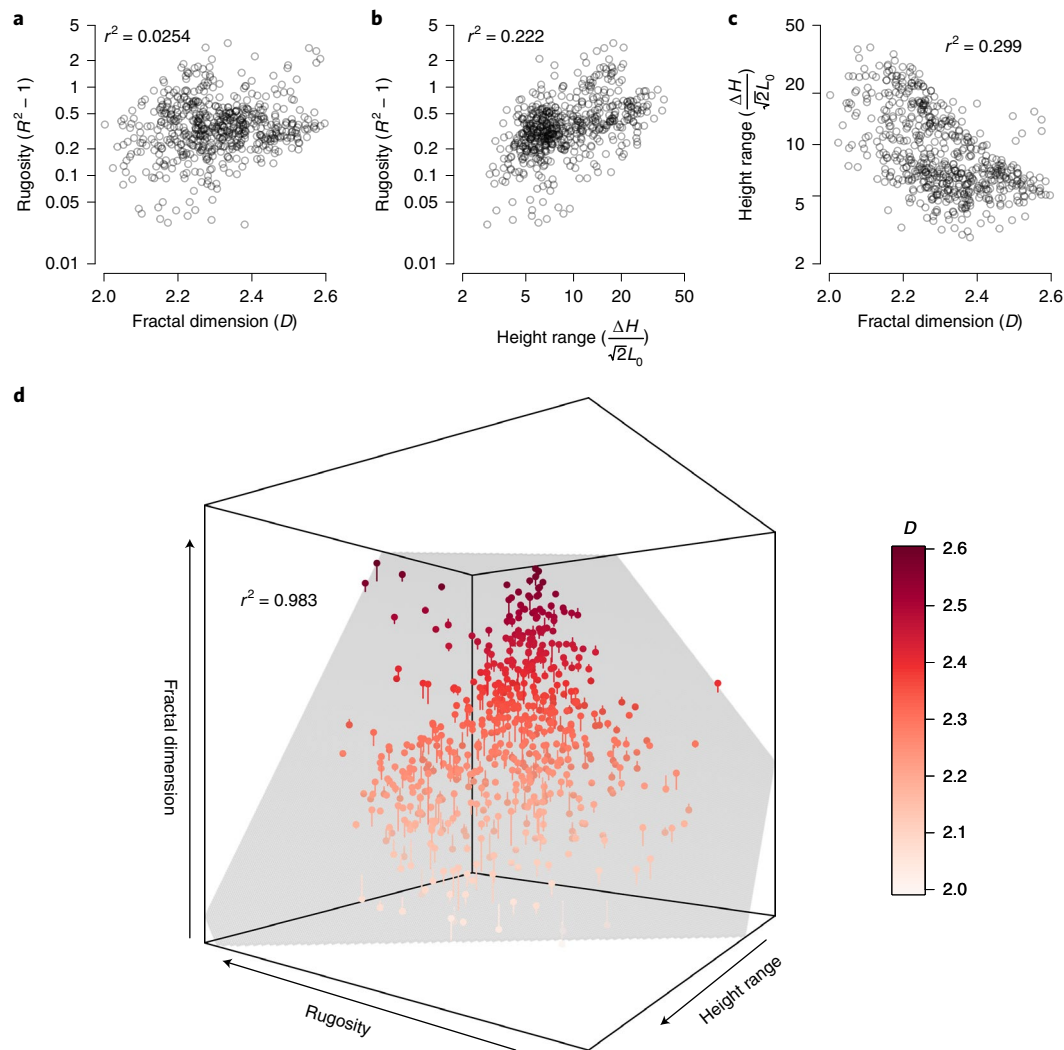 a
r² = 0.0254
Rugosity (R² – 1)
5
2
1
0.5
0.2
0.1
0.05
0.01
2.0 2.2 2.4 2.6
Fractal dimension (D)
b
r² = 0.222
Rugosity (R² – 1)
5
2
1
0.5
0.2
0.1
0.05
0.01
2 5 10 20 50
Height range (ΔH/√2L₀)
c
r² = 0.299
Height range (ΔH/√2L₀)
50
20
10
5
2
2.0 2.2 2.4 2.6
Fractal dimension (D)
d
r² = 0.983
Fractal dimension
Rugosity
Height range
D
2.6
2.5
2.4
2.3
2.2
2.1
2.0